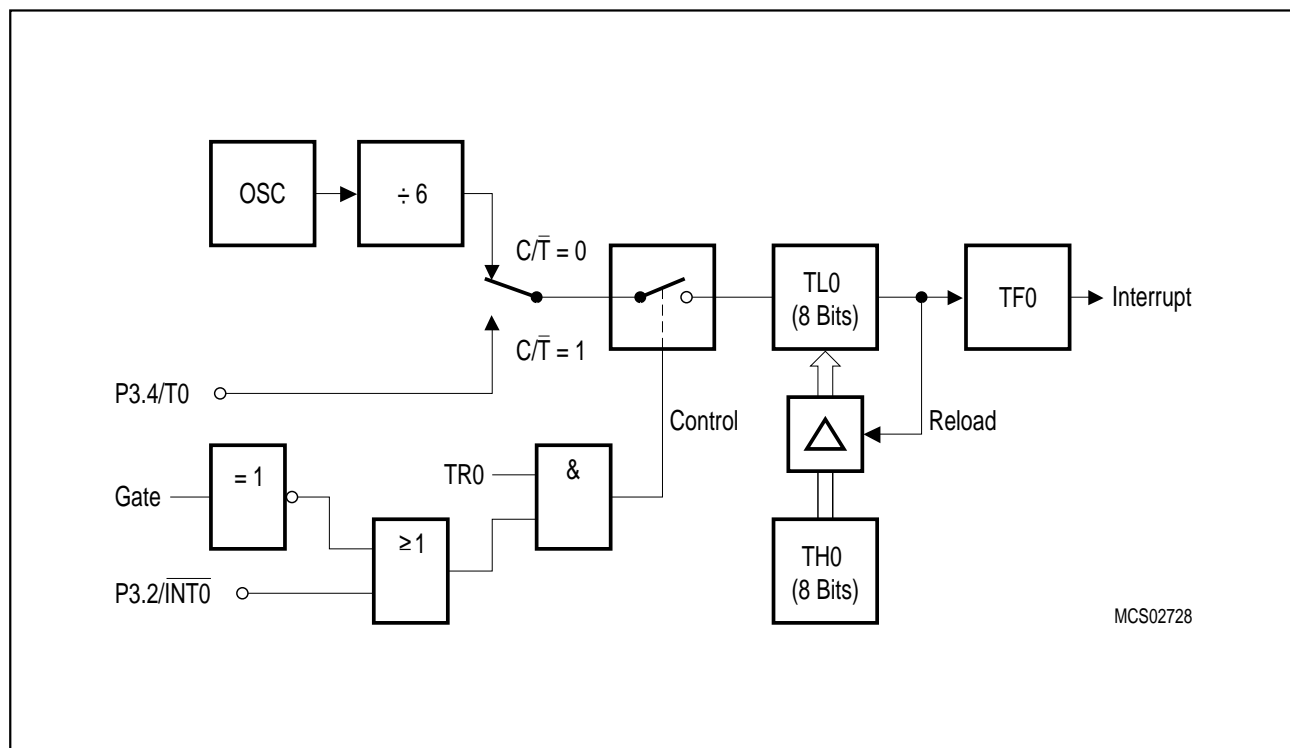 OSC
÷ 6
C/T̅ = 0
TL0
(8 Bits)
TF0
Interrupt
C/T̅ = 1
P3.4/T0
Control
Reload
Gate
= 1
TR0
&
≥ 1
TH0
(8 Bits)
P3.2/I̅N̅T̅0̅
MCS02728